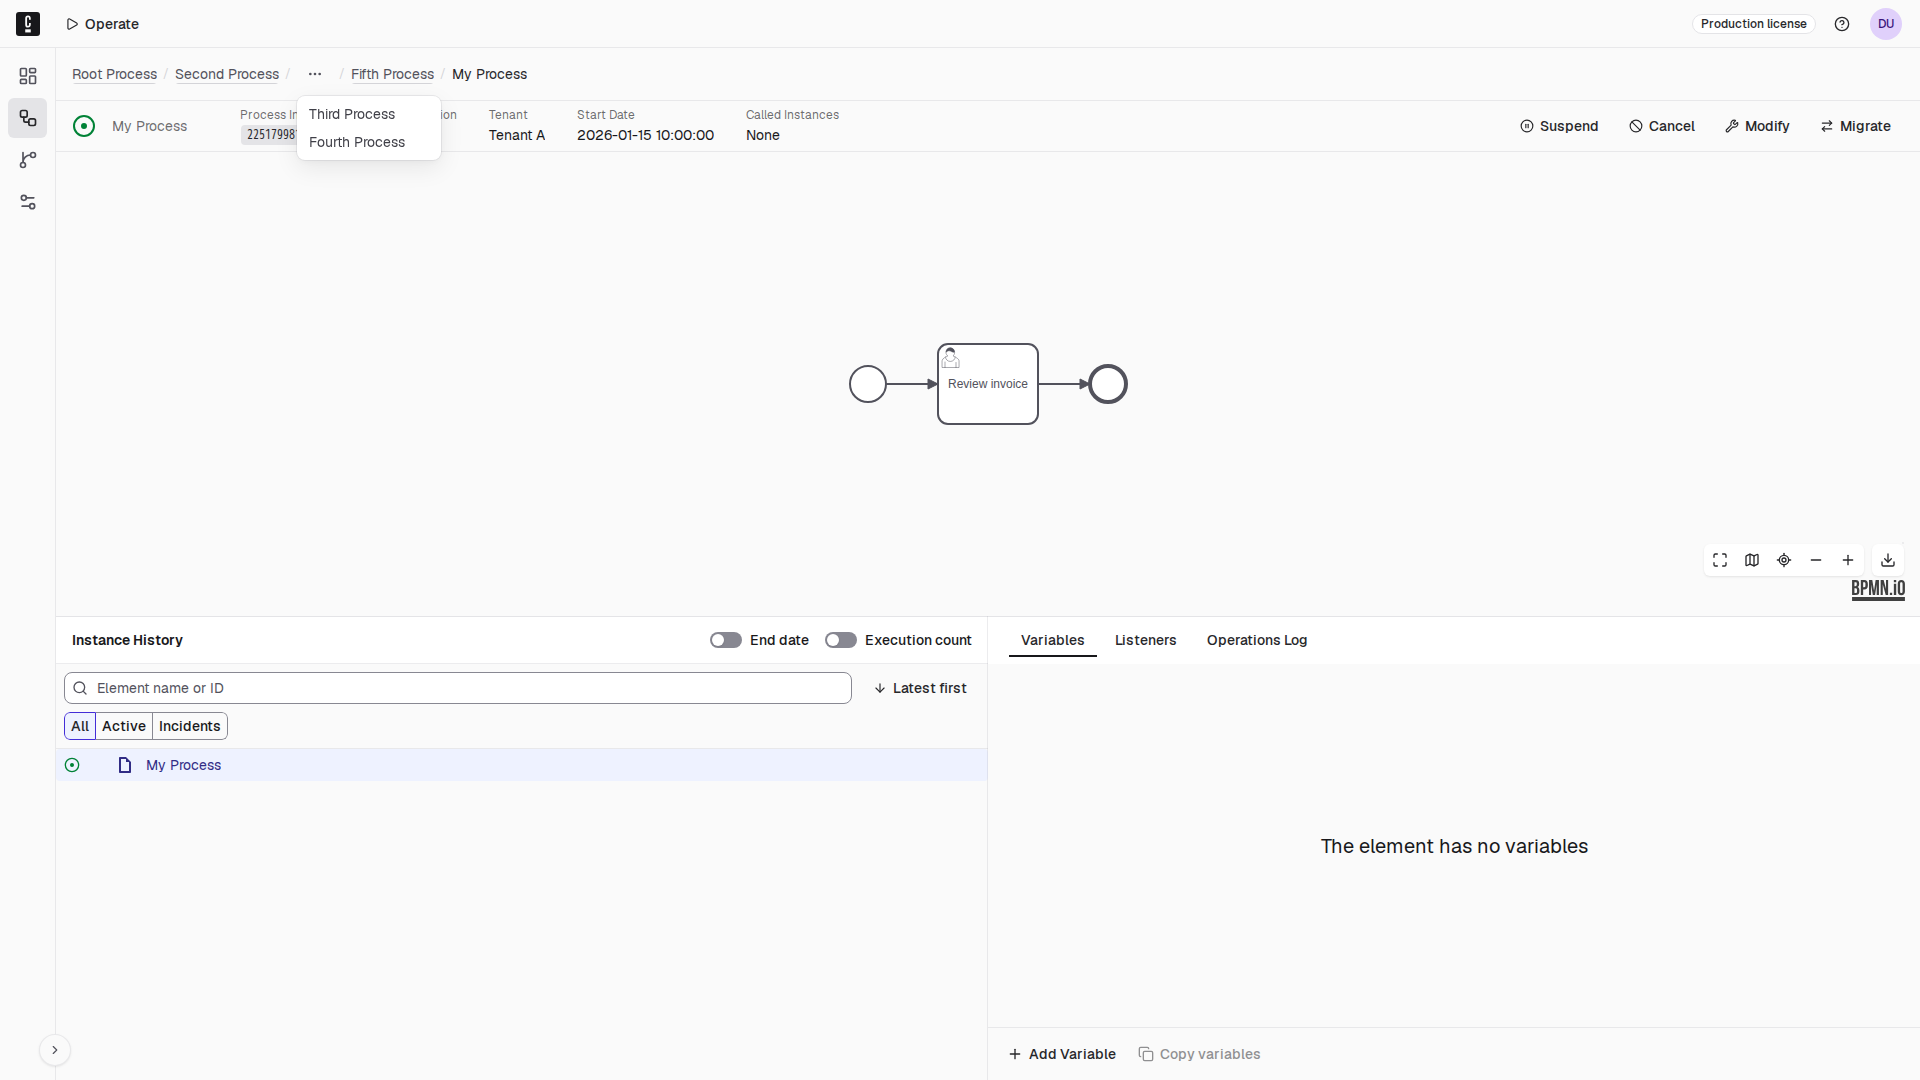 Operate
Production license
DU
Root Process / Second Process / ... / Fifth Process / My Process
Third Process
Fourth Process
My Process
Process In
22517998
Tenant
Tenant A
Start Date
2026-01-15 10:00:00
Called Instances
None
Suspend
Cancel
Modify
Migrate
Review invoice
BPMN.iO
Instance History
End date
Execution count
Element name or ID
Latest first
All
Active
Incidents
My Process
Variables
Listeners
Operations Log
The element has no variables
Add Variable
Copy variables